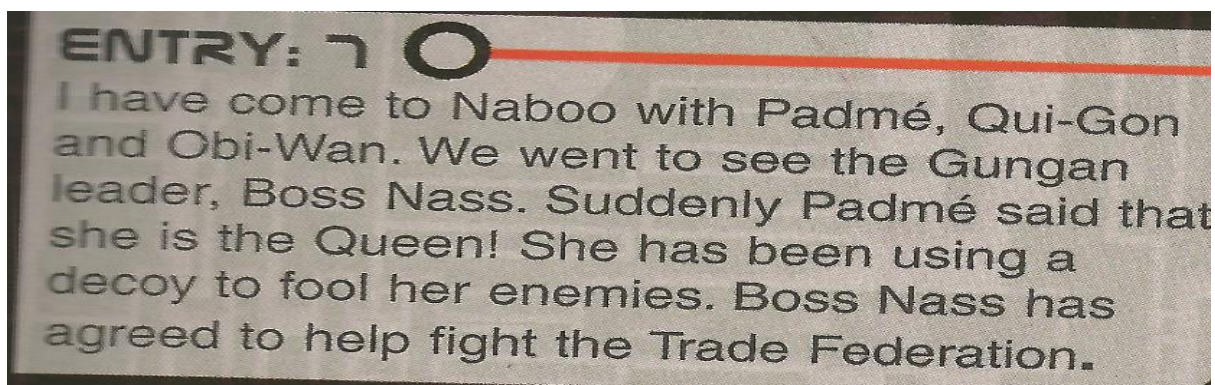 ENTRY: 7
I have come to Naboo with Padmé, Qui-Gon
and Obi-Wan. We went to see the Gungan
leader, Boss Nass. Suddenly Padmé said that
she is the Queen! She has been using a
decoy to fool her enemies. Boss Nass has
agreed to help fight the Trade Federation.